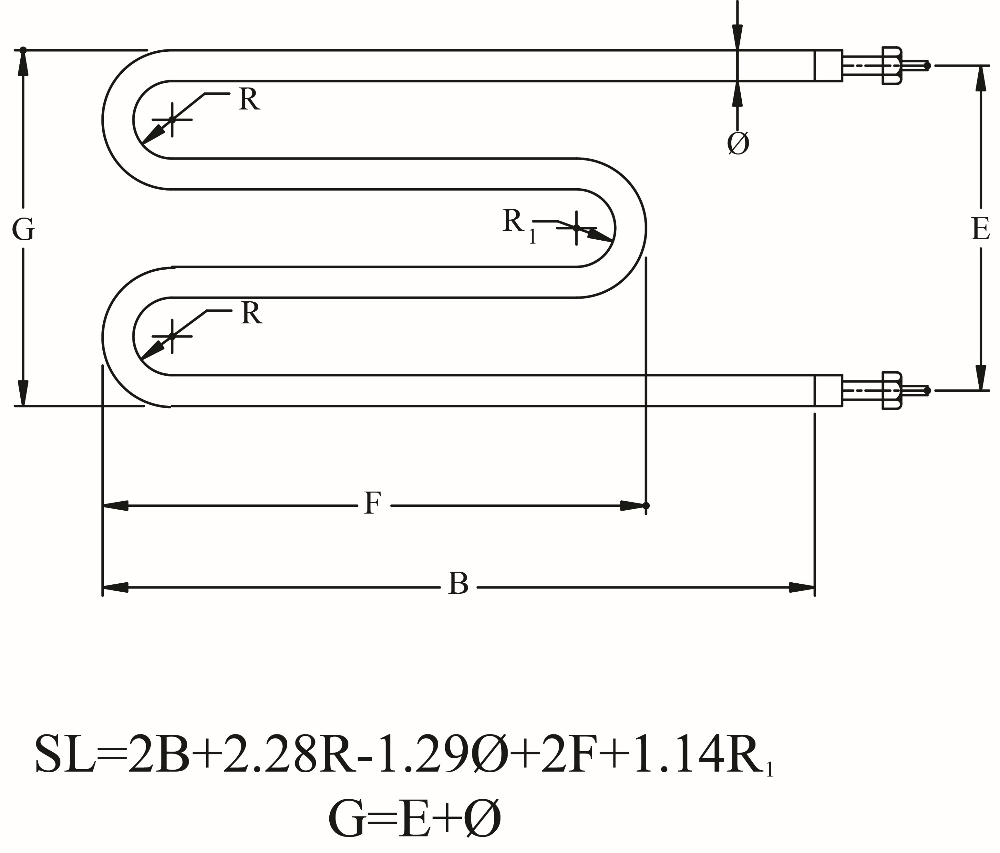 R
Ø
G
R₁
E
R
F
B
SL=2B+2.28R-1.29Ø+2F+1.14R₁
G=E+Ø